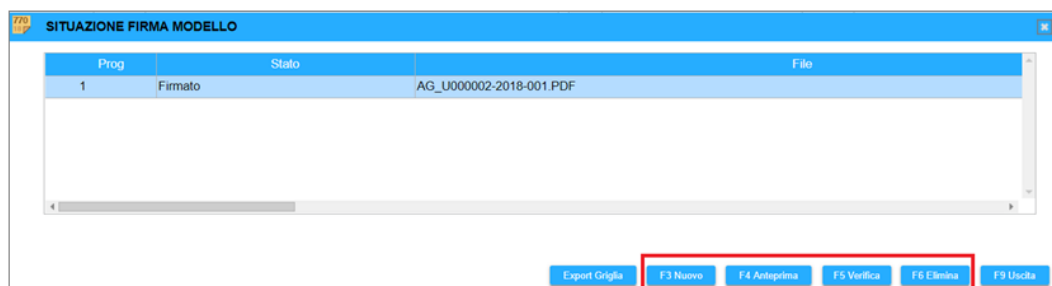 770
SITUAZIONE FIRMA MODELLO
Prog Stato File
1 Firmato AG_U000002-2018-001.PDF
Export Griglia F3 Nuovo F4 Anteprima F5 Verifica F6 Elimina F9 Uscita